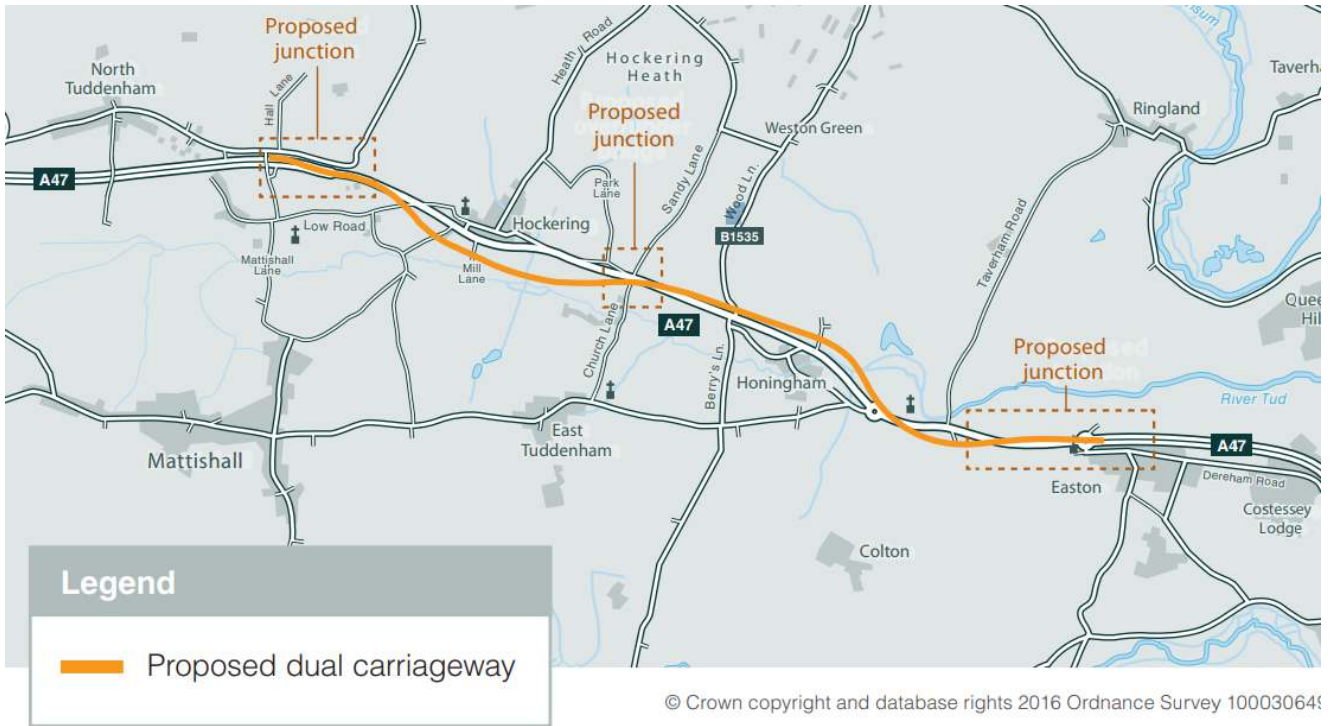 Proposed
junction
North
Tuddenham
Hall Lane
A47
Heath Road
Hockering
Heath
Proposed
junction
Weston Green
Ringland
Park
Lane
Sandy Lane
Wood Ln.
B1535
Taverham Road
Low Road
Hockering
Mattishall
Lane
Mill
Lane
Church Lane
A47
Berry's Ln.
Honingham
Proposed
junction
River Tud
East
Tuddenham
Mattishall
A47
Easton
Dereham Road
Costessey
Lodge
Colton
Legend
Proposed dual carriageway
© Crown copyright and database rights 2016 Ordnance Survey 100030649